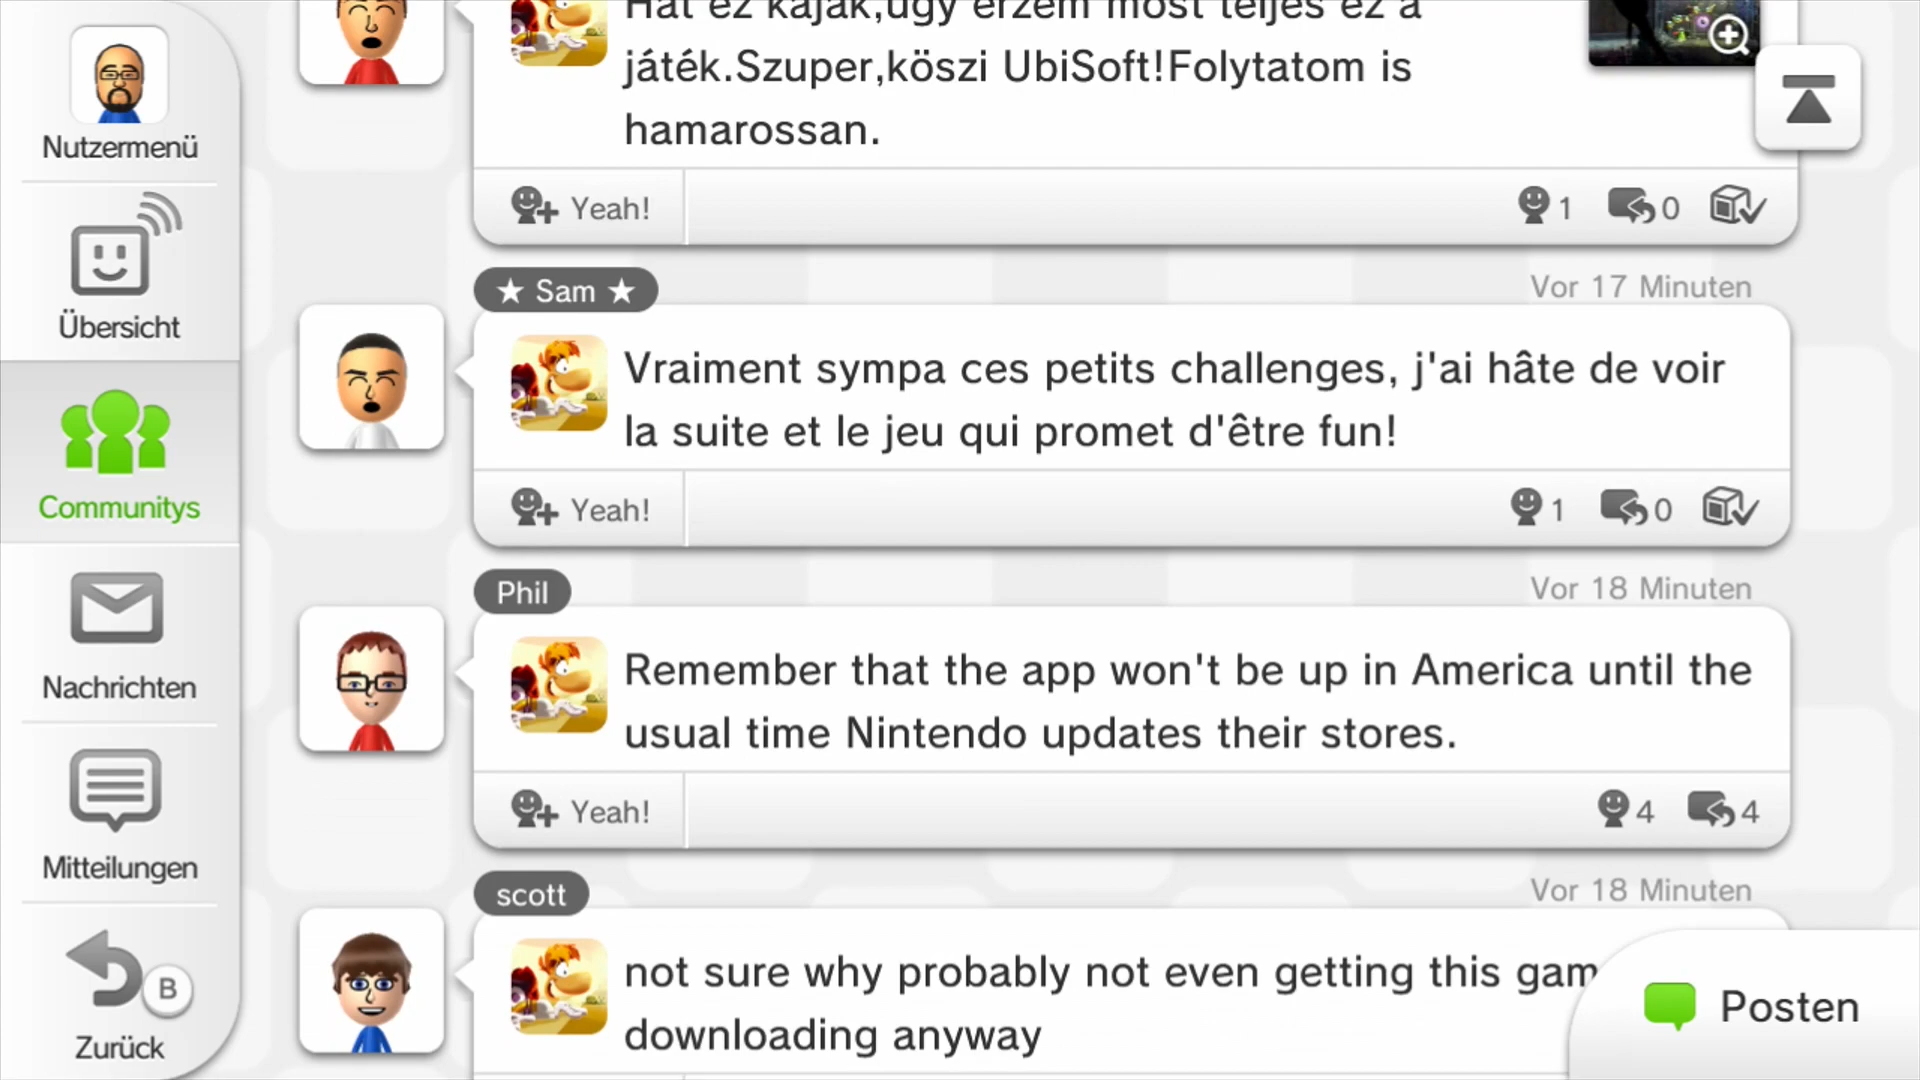 Nutzermenü
Übersicht
Communitys
Nachrichten
Mitteilungen
B
Zurück
Hát ez kajak,úgy érzem most teljes ez a
játék.Szuper,köszi UbiSoft!Folytatom is
hamarossan.
Yeah!
1
0
★ Sam ★
Vor 17 Minuten
Vraiment sympa ces petits challenges, j'ai hâte de voir
la suite et le jeu qui promet d'être fun!
Yeah!
1
0
Phil
Vor 18 Minuten
Remember that the app won't be up in America until the
usual time Nintendo updates their stores.
Yeah!
4
4
scott
Vor 18 Minuten
not sure why probably not even getting this gam
downloading anyway
Posten